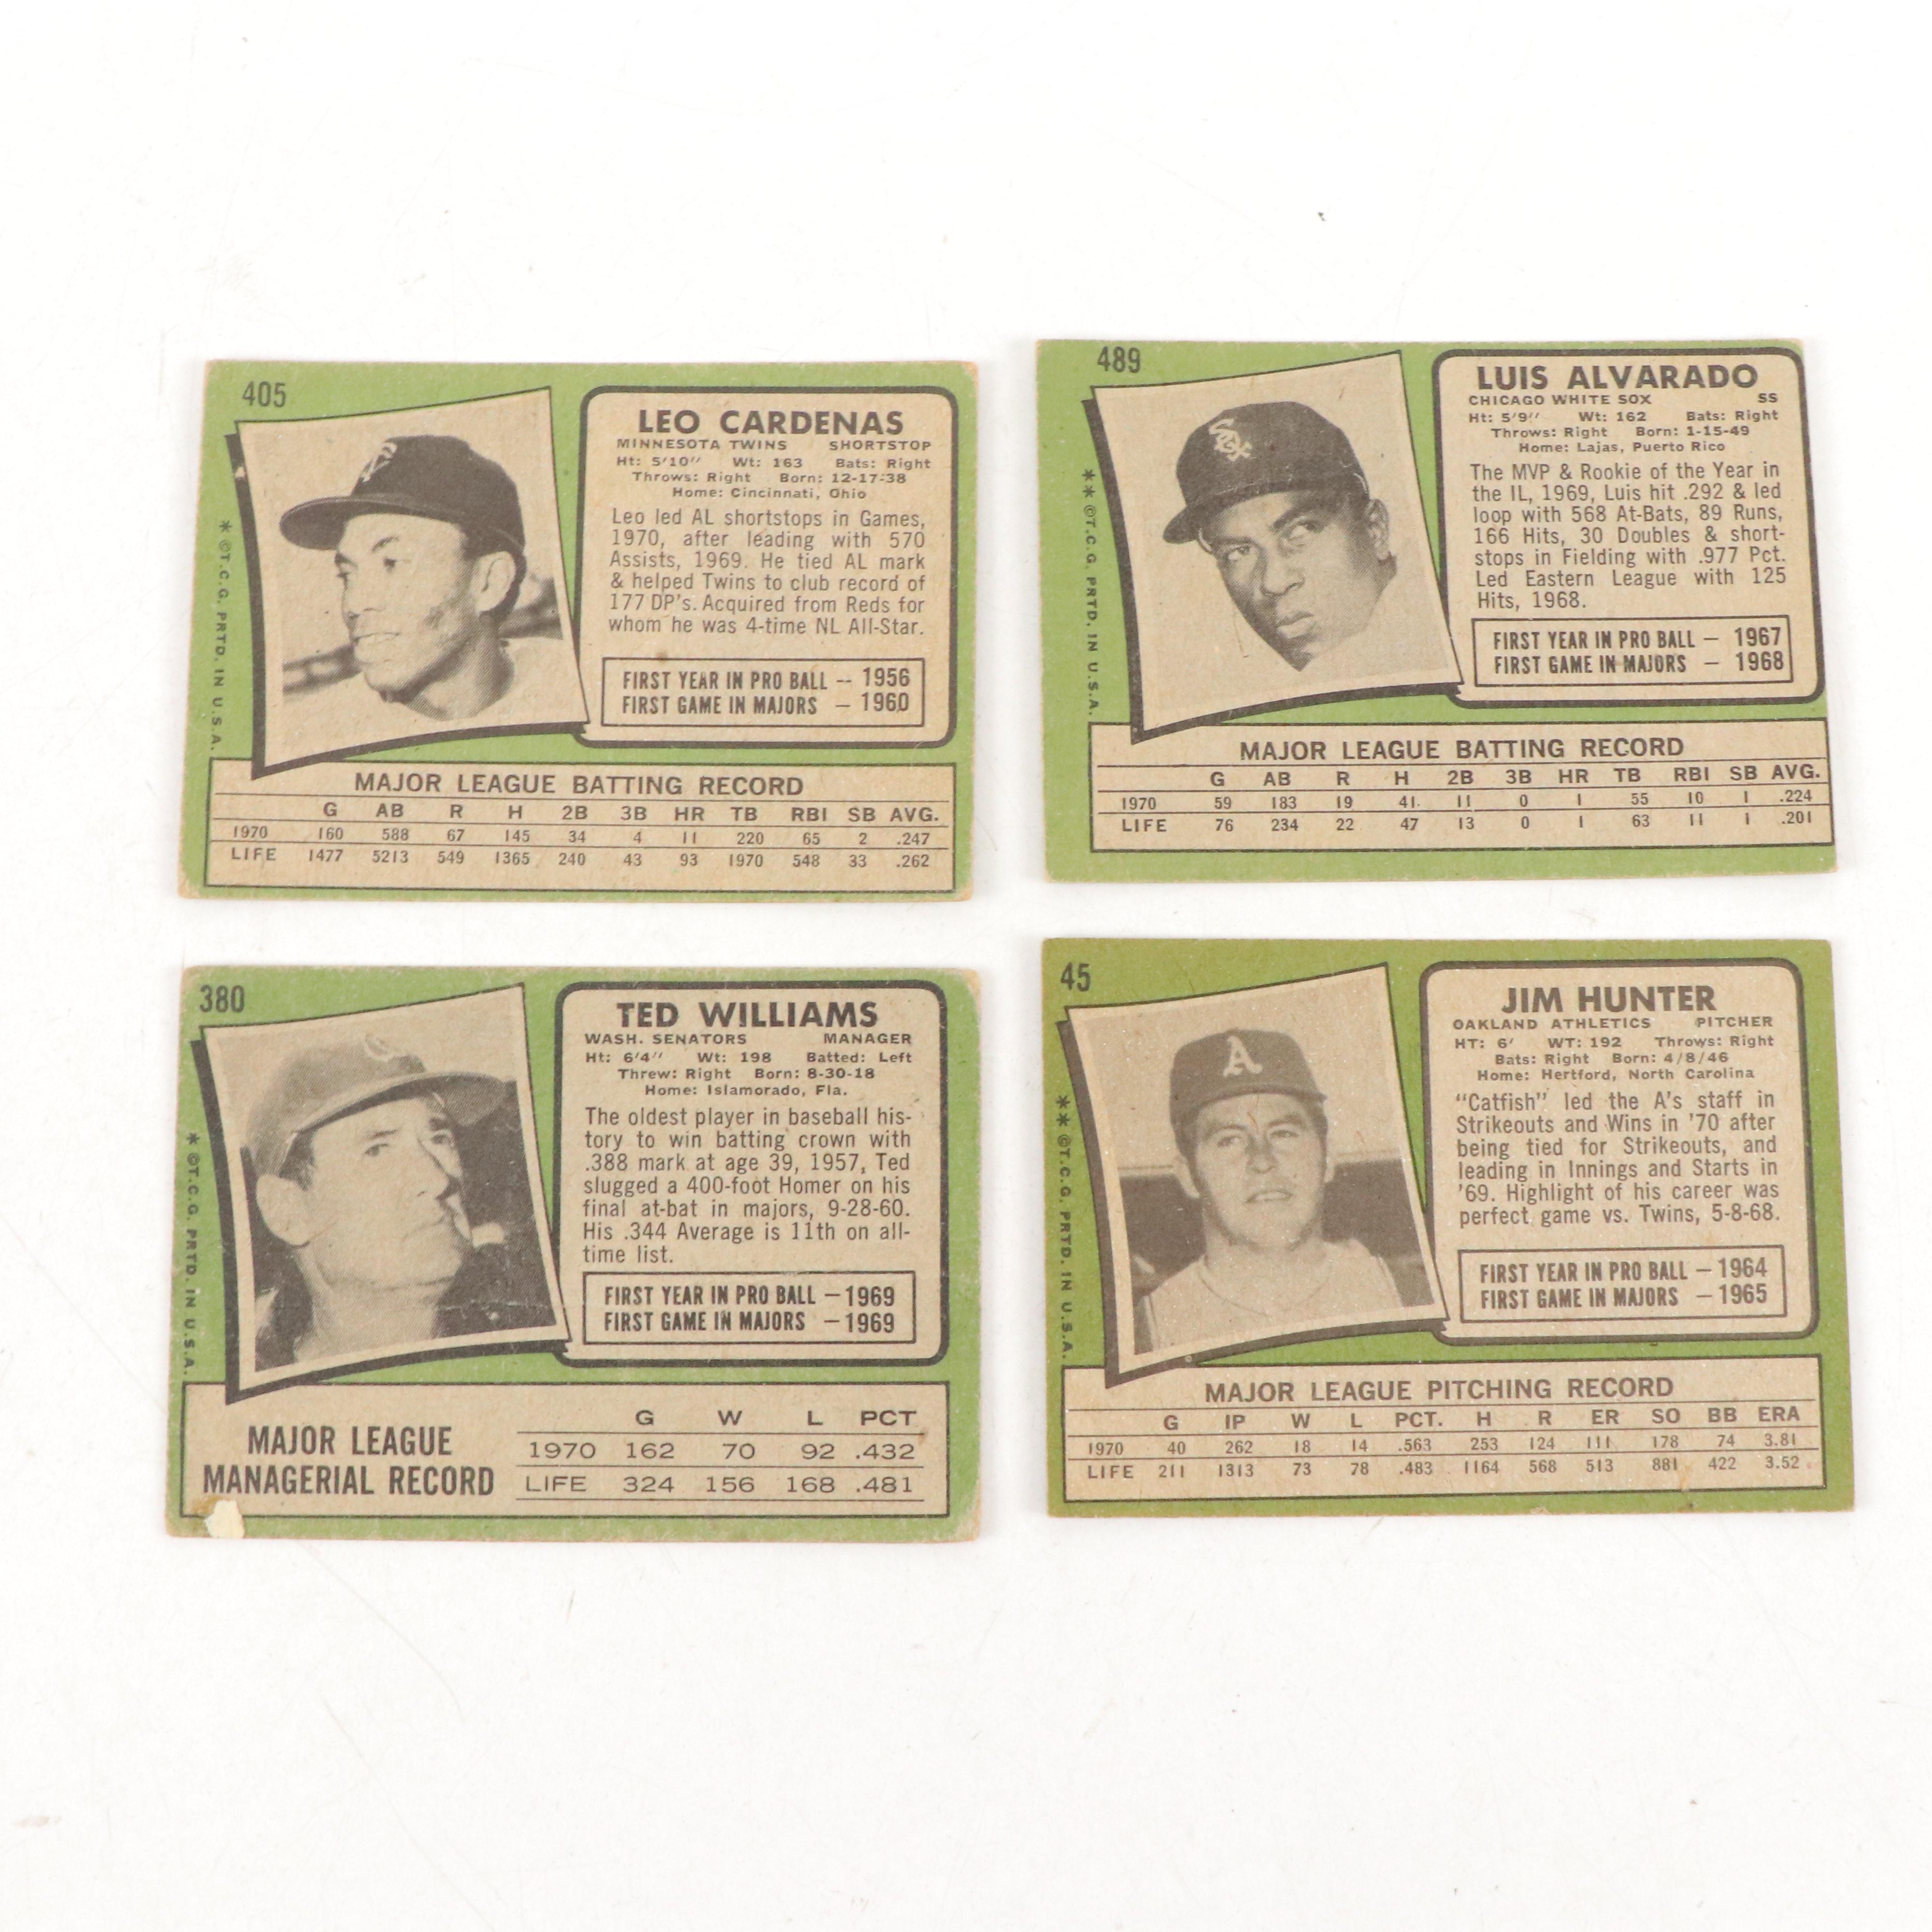 405
LEO CARDENAS
MINNESOTA TWINS SHORTSTOP
Ht: 5'10" Wt: 163 Bats: Right
Throws: Right Born: 12-17-38
Home: Cincinnati, Ohio
Leo led AL shortstops in Games,
1970, after leading with 570
Assists, 1969. He tied AL mark
& helped Twins to club record of
177 DP's. Acquired from Reds for
whom he was 4-time NL All-Star.
FIRST YEAR IN PRO BALL -- 1956
FIRST GAME IN MAJORS — 1960
* ©T.C.G. PRTD. IN U.S.A.
MAJOR LEAGUE BATTING RECORD
G AB R H 2B 3B HR TB RBI SB AVG.
1970 160 588 67 145 34 4 11 220 65 2 .247
LIFE 1477 5213 549 1365 240 43 93 1970 548 33 .262
489
Sox
LUIS ALVARADO
CHICAGO WHITE SOX SS
Ht: 5'9" Wt: 162 Bats: Right
Throws: Right Born: 1-15-49
Home: Lajas, Puerto Rico
The MVP & Rookie of the Year in
the IL, 1969, Luis hit .292 & led
loop with 568 At-Bats, 89 Runs,
166 Hits, 30 Doubles & short-
stops in Fielding with .977 Pct.
Led Eastern League with 125
Hits, 1968.
FIRST YEAR IN PRO BALL — 1967
FIRST GAME IN MAJORS — 1968
** ©T.C.G. PRTD. IN U.S.A.
MAJOR LEAGUE BATTING RECORD
G AB R H 2B 3B HR TB RBI SB AVG.
1970 59 183 19 41 11 0 1 55 10 1 .224
LIFE 76 234 22 47 13 0 1 63 11 1 .201
380
TED WILLIAMS
WASH. SENATORS MANAGER
Ht: 6'4" Wt: 198 Batted: Left
Threw: Right Born: 8-30-18
Home: Islamorado, Fla.
The oldest player in baseball his-
tory to win batting crown with
.388 mark at age 39, 1957, Ted
slugged a 400-foot Homer on his
final at-bat in majors, 9-28-60.
His .344 Average is 11th on all-
time list.
FIRST YEAR IN PRO BALL — 1969
FIRST GAME IN MAJORS — 1969
* ©T.C.G. PRTD. IN U.S.A.
MAJOR LEAGUE
MANAGERIAL RECORD
G W L PCT
1970 162 70 92 .432
LIFE 324 156 168 .481
45
A
JIM HUNTER
OAKLAND ATHLETICS PITCHER
HT: 6' WT: 192 Throws: Right
Bats: Right Born: 4/8/46
Home: Hertford, North Carolina
"Catfish" led the A's staff in
Strikeouts and Wins in '70 after
being tied for Strikeouts, and
leading in Innings and Starts in
'69. Highlight of his career was
perfect game vs. Twins, 5-8-68.
FIRST YEAR IN PRO BALL — 1964
FIRST GAME IN MAJORS — 1965
** ©T.C.G. PRTD. IN U.S.A.
MAJOR LEAGUE PITCHING RECORD
G IP W L PCT. H R ER SO BB ERA
1970 40 262 18 14 .563 253 124 111 178 74 3.81
LIFE 211 1313 73 78 .483 1164 568 513 881 422 3.52